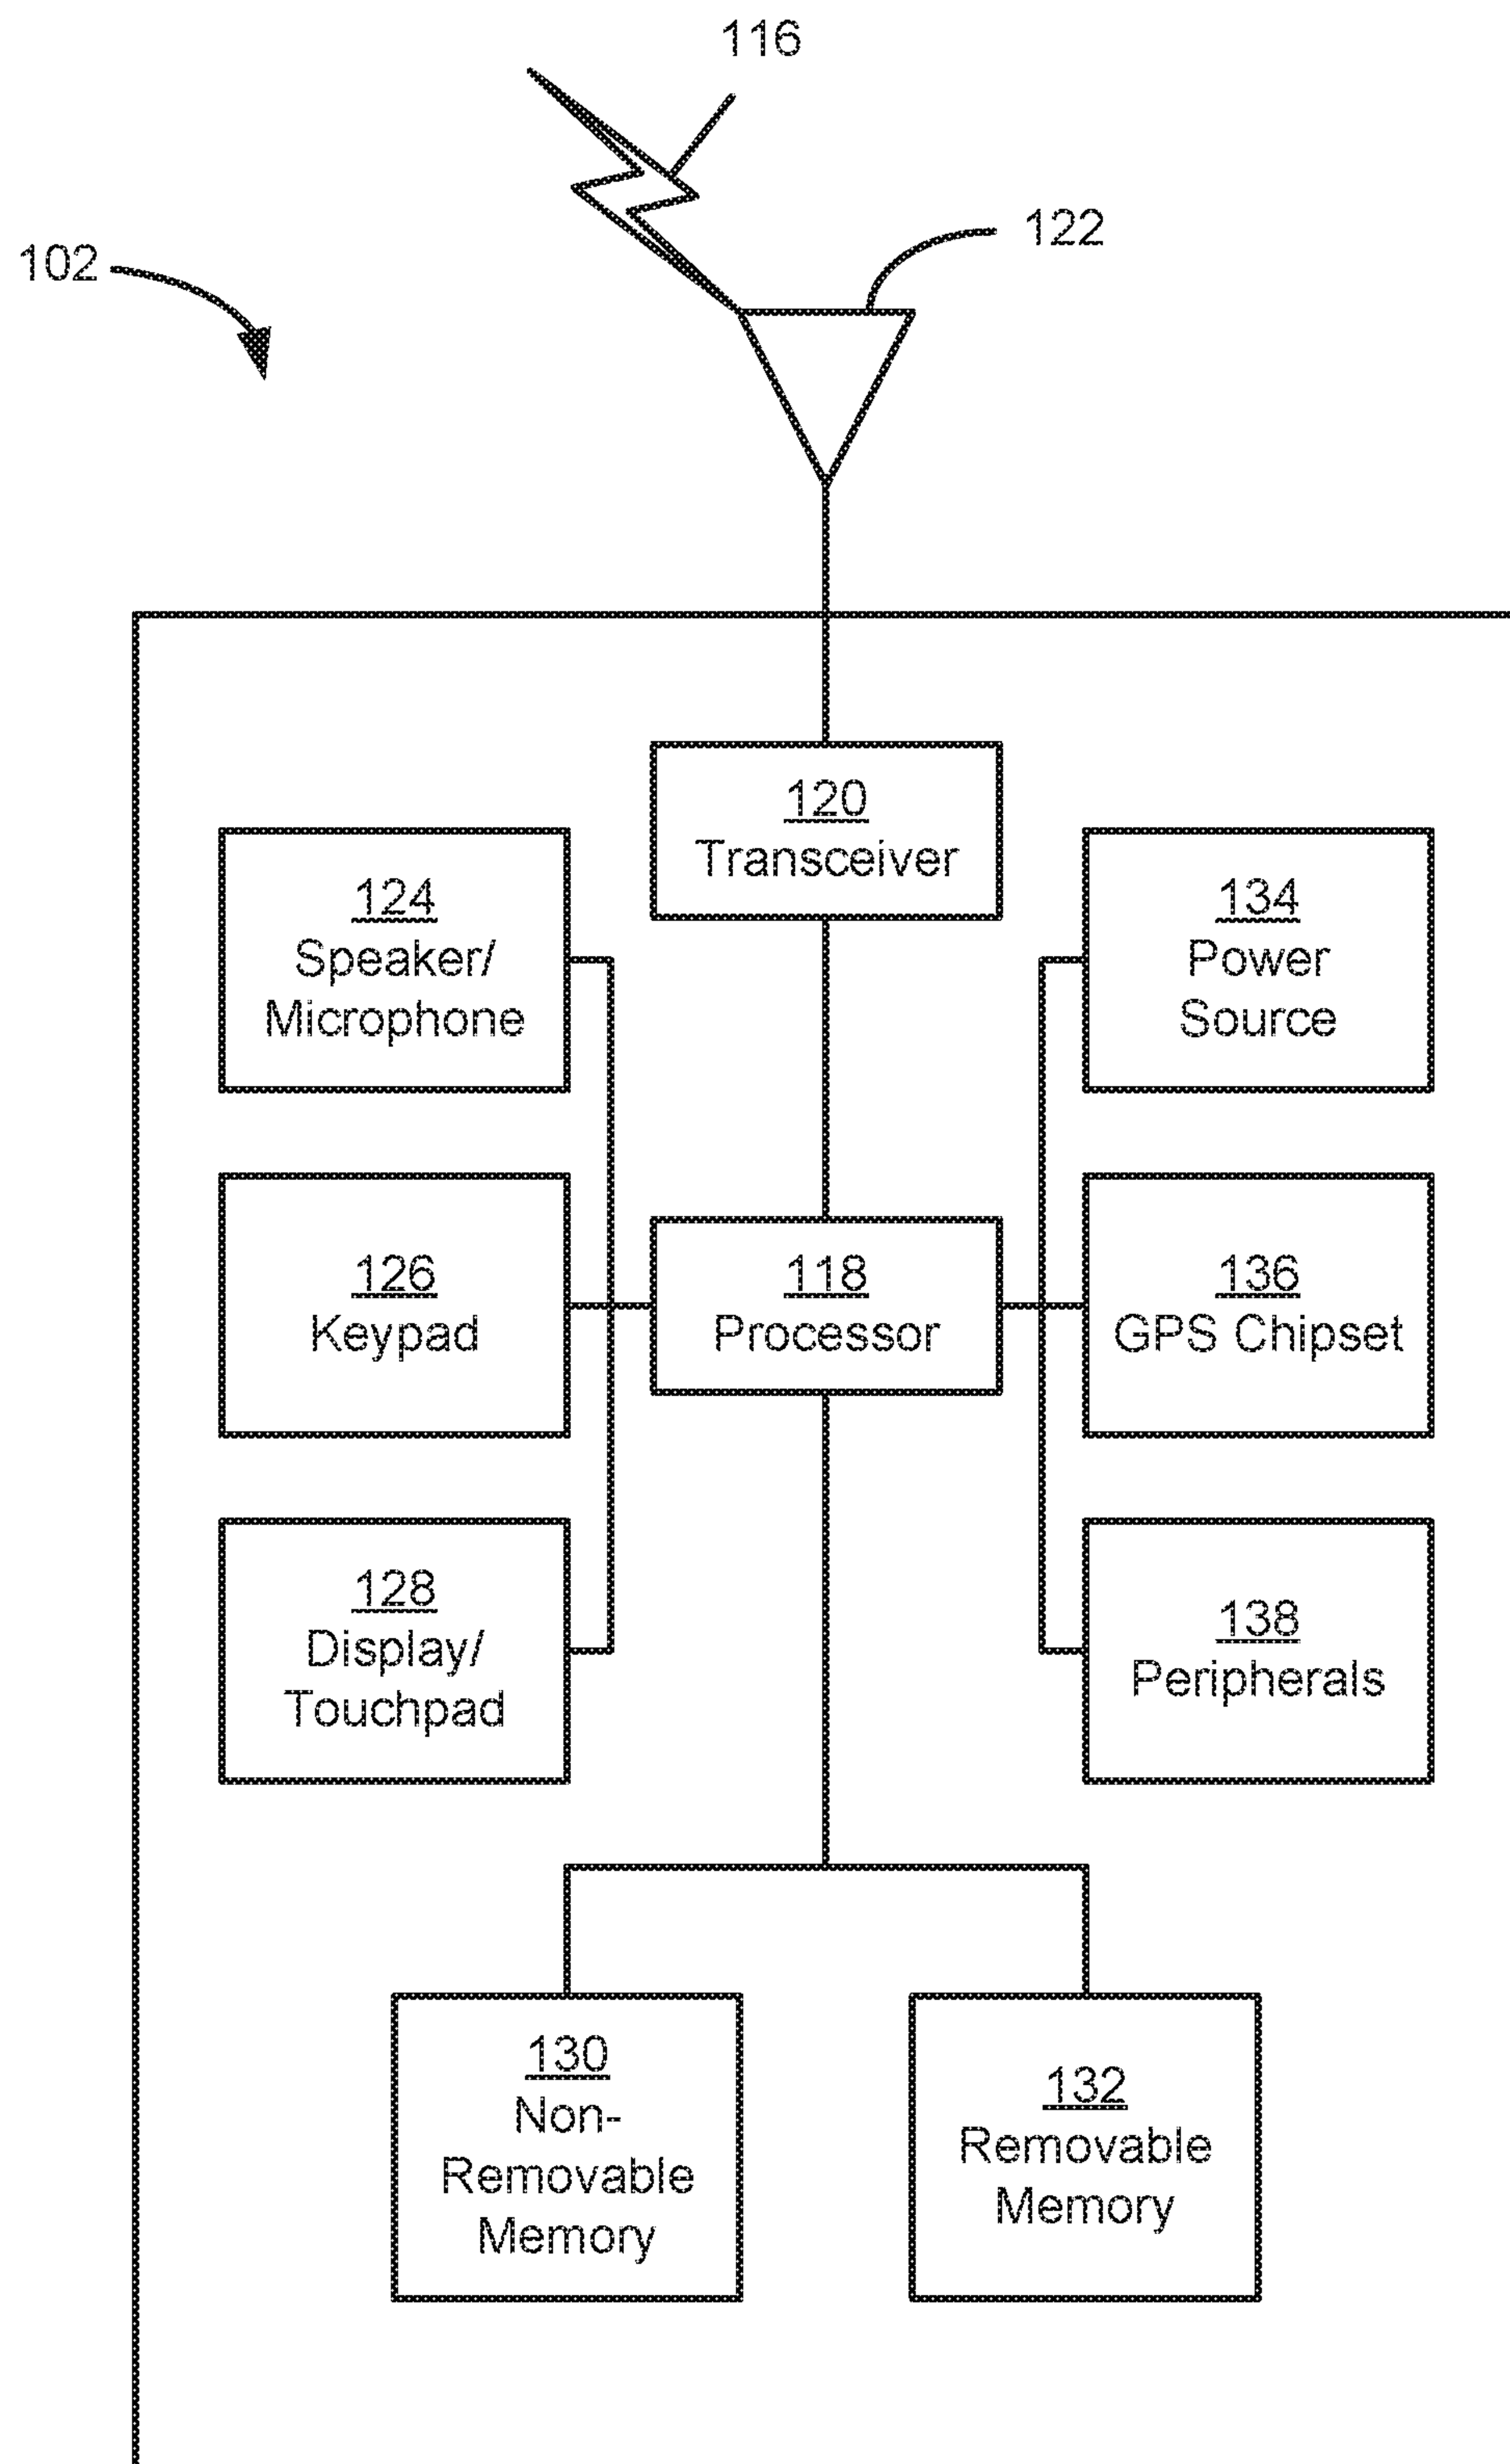 116
122
102
120
Transceiver
124
Speaker/
Microphone
134
Power
Source
126
Keypad
118
Processor
136
GPS Chipset
128
Display/
Touchpad
138
Peripherals
130
Non-
Removable
Memory
132
Removable
Memory